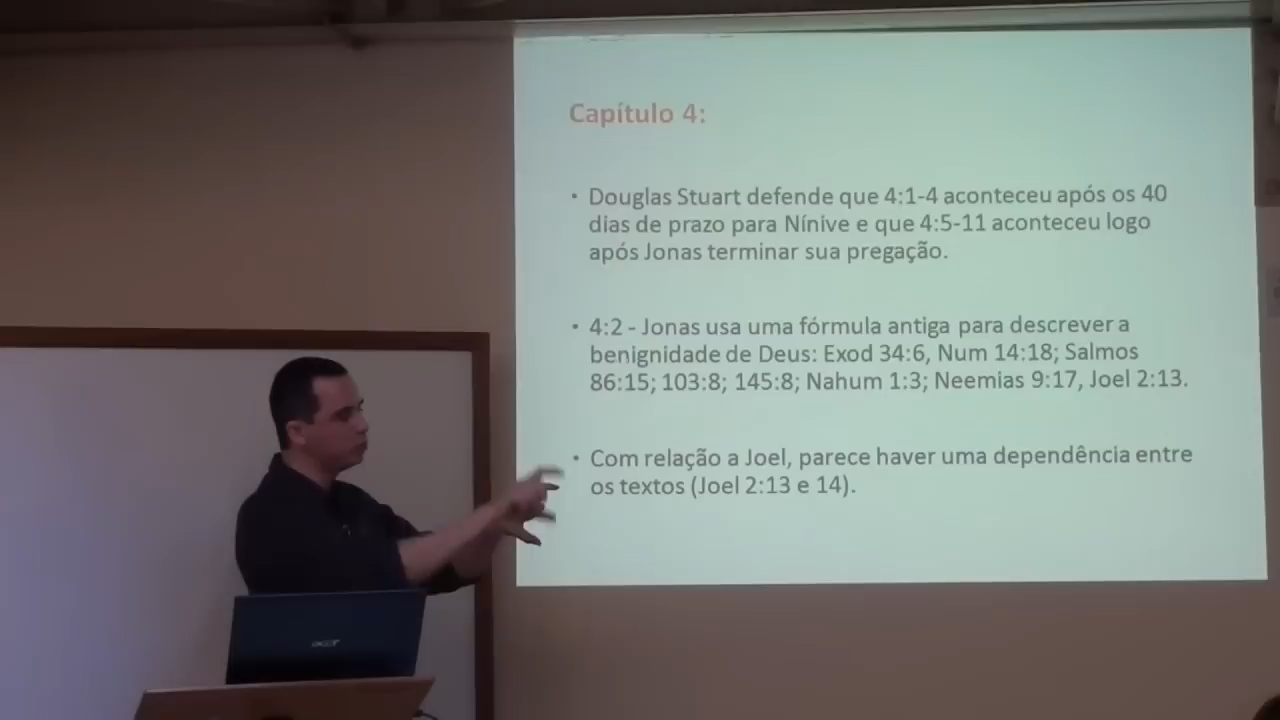 Capítulo 4:
• Douglas Stuart defende que 4:1-4 aconteceu após os 40
dias de prazo para Nínive e que 4:5-11 aconteceu logo
após Jonas terminar sua pregação.
• 4:2 - Jonas usa uma fórmula antiga para descrever a
benignidade de Deus: Exod 34:6, Num 14:18; Salmos
86:15; 103:8; 145:8; Nahum 1:3; Neemias 9:17, Joel 2:13.
• Com relação a Joel, parece haver uma dependência entre
os textos (Joel 2:13 e 14).
acer